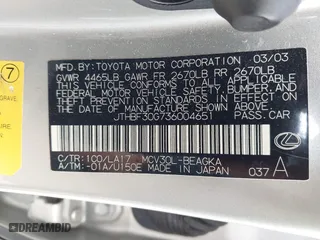 MFD. BY: TOYOTA MOTOR CORPORATION 03/03
GVWR 4465LB GAWR FR 2670LB RR 2670LB
THIS VEHICLE CONFORMS TO ALL APPLICABLE
FEDERAL MOTOR VEHICLE SAFETY, BUMPER, AND
THEFT PREVENTION STANDARDS IN EFFECT ON THE DATE
OF MANUFACTURE SHOWN ABOVE.
JTHBF30G736004651 PASS. CAR
C/TR: 1C0/LA17 MCV30L-BEAGKA
A/TM: -01A/U150E MADE IN JAPAN
037 A
7
GRAVE.
DREAMBID